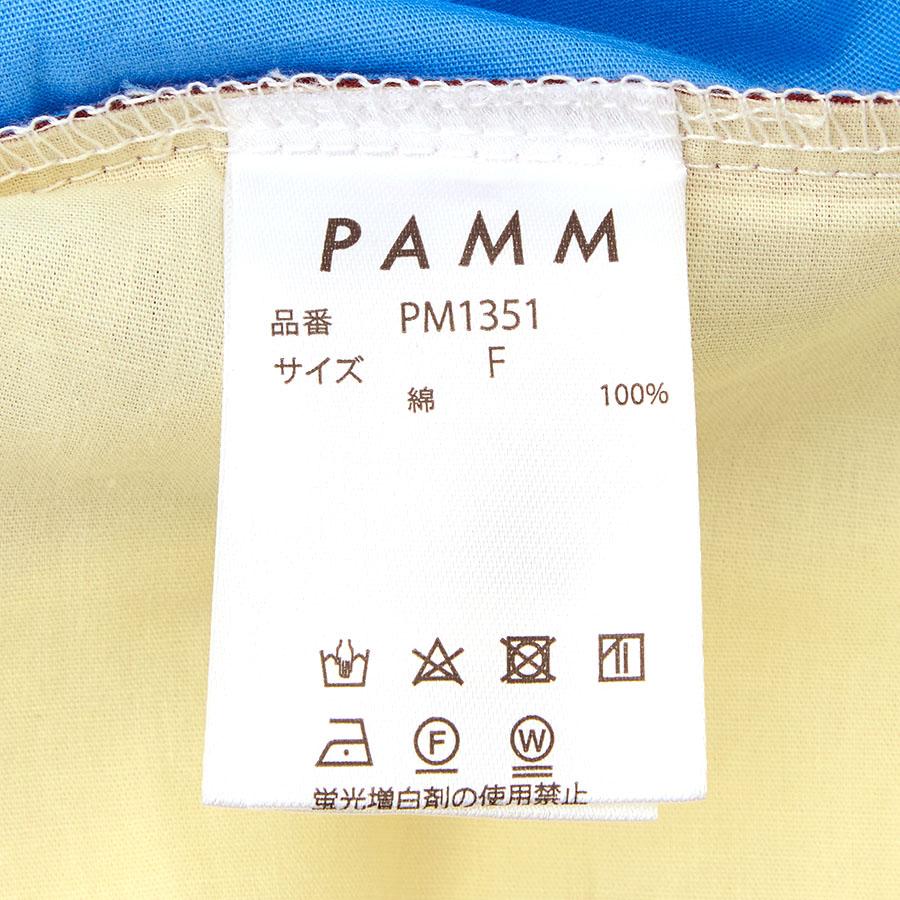 PAMM
品番 PM1351
サイズ F
綿 100%
F W
蛍光増白剤の使用禁止